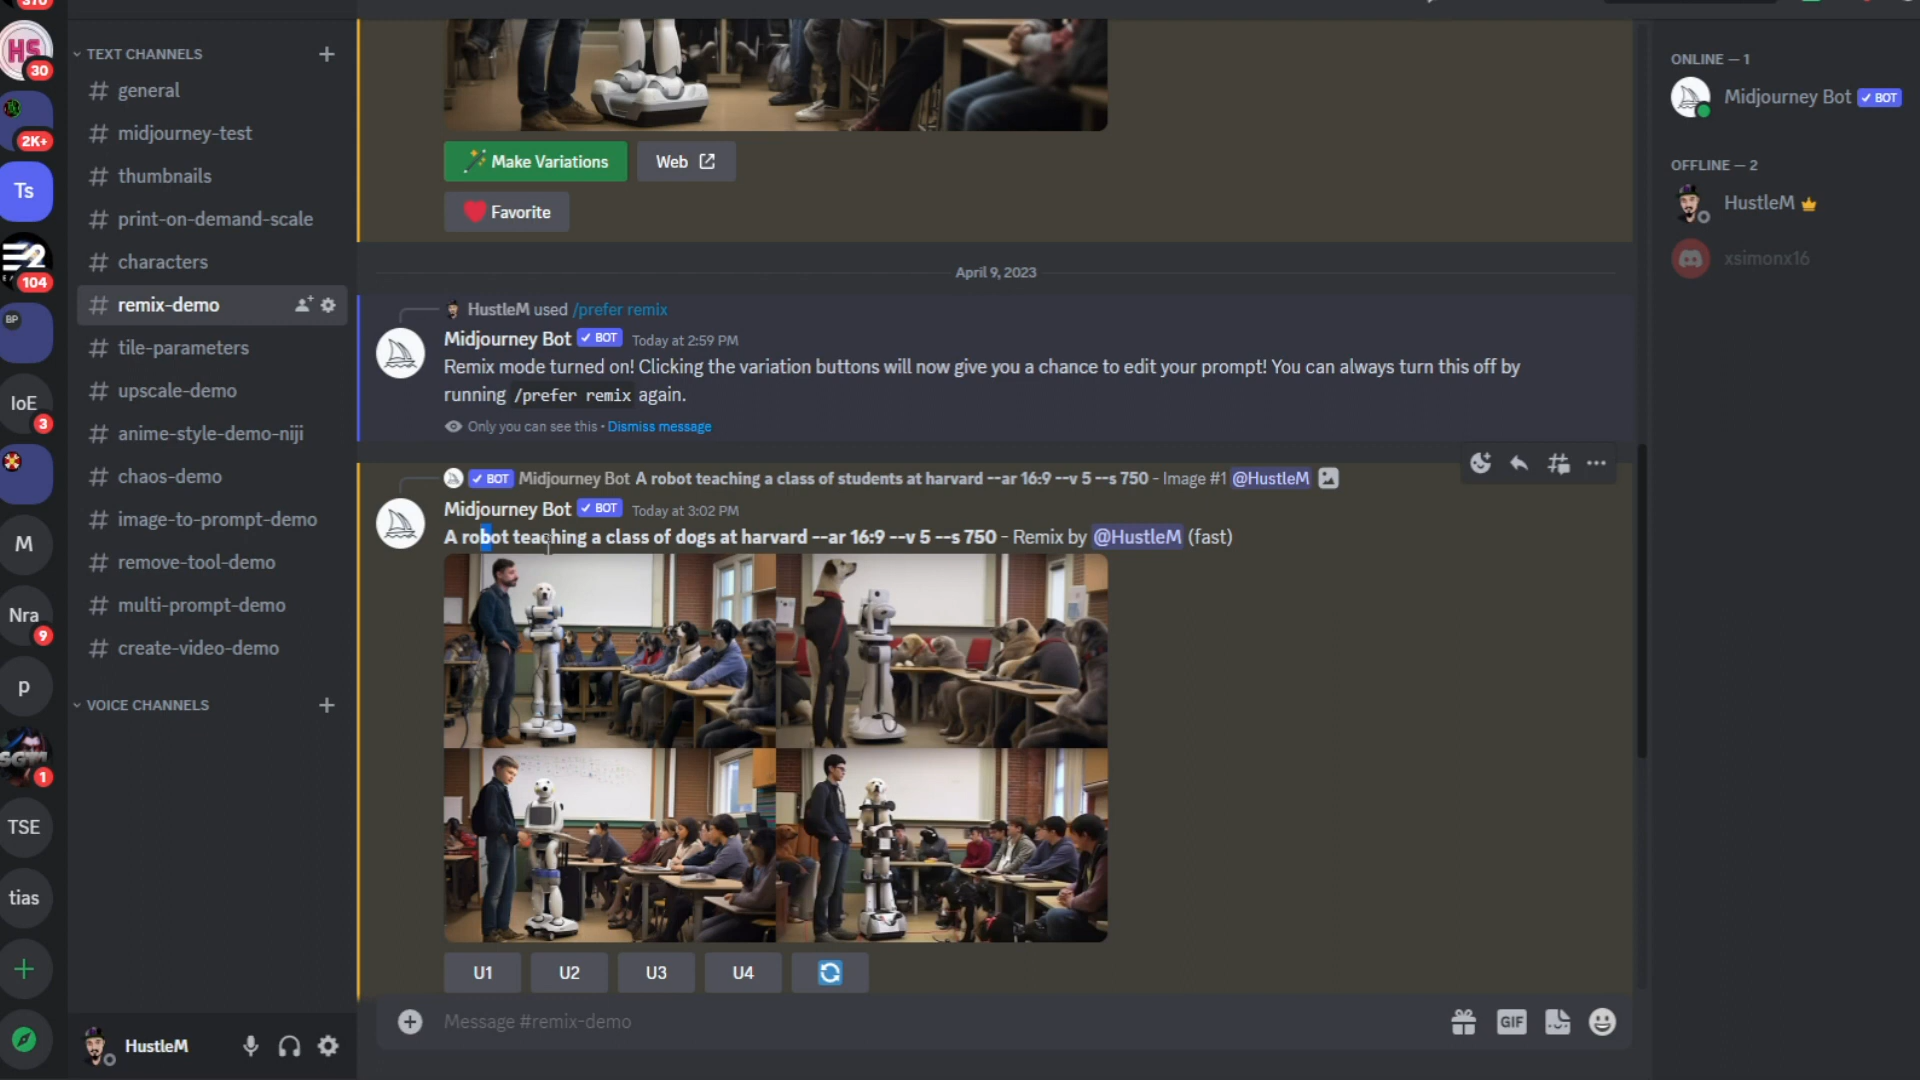 310
HS
30
2K+
Ts
104
BP
IoE
3
M
Nra
9
p
1
TSE
tias
TEXT CHANNELS
general
midjourney-test
thumbnails
print-on-demand-scale
characters
remix-demo
tile-parameters
upscale-demo
anime-style-demo-niji
chaos-demo
image-to-prompt-demo
remove-tool-demo
multi-prompt-demo
create-video-demo
VOICE CHANNELS
HustleM
Make Variations
Web
Favorite
April 9, 2023
HustleM used /prefer remix
Midjourney Bot ✓ BOT Today at 2:59 PM
Remix mode turned on! Clicking the variation buttons will now give you a chance to edit your prompt! You can always turn this off by
running /prefer remix again.
Only you can see this • Dismiss message
✓ BOT Midjourney Bot A robot teaching a class of students at harvard --ar 16:9 --v 5 --s 750 - Image #1 @HustleM
Midjourney Bot ✓ BOT Today at 3:02 PM
A robot teaching a class of dogs at harvard --ar 16:9 --v 5 --s 750 - Remix by @HustleM (fast)
U1
U2
U3
U4
Message #remix-demo
GIF
ONLINE — 1
Midjourney Bot ✓ BOT
OFFLINE — 2
HustleM
xsimonx16